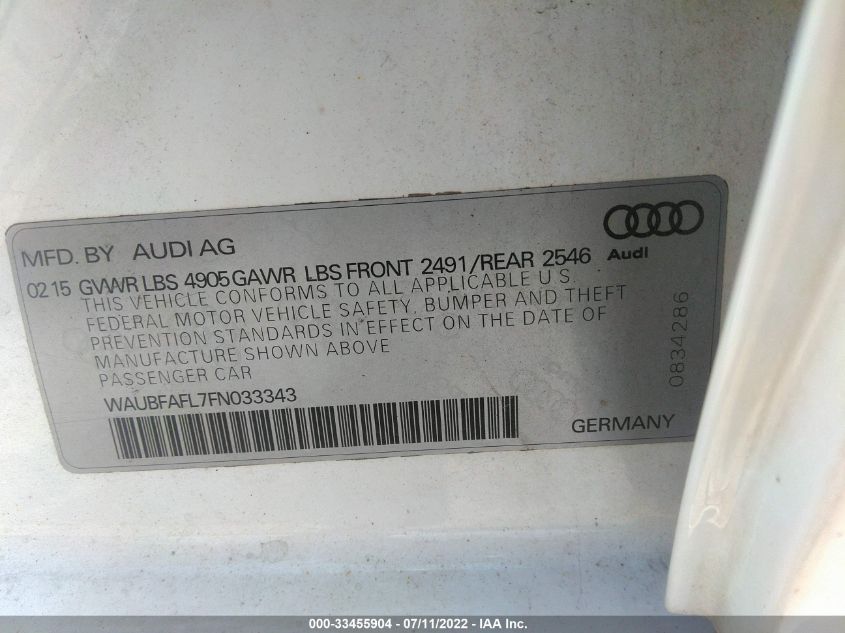 MFD. BY AUDI AG
Audi
02 15 GVWR LBS 4905 GAWR LBS FRONT 2491/REAR 2546
THIS VEHICLE CONFORMS TO ALL APPLICABLE U S
FEDERAL MOTOR VEHICLE SAFETY, BUMPER AND THEFT
PREVENTION STANDARDS IN EFFECT ON THE DATE OF
MANUFACTURE SHOWN ABOVE
PASSENGER CAR
0834286
WAUBFAFL7FN033343
GERMANY
000-33455904 - 07/11/2022 - IAA Inc.